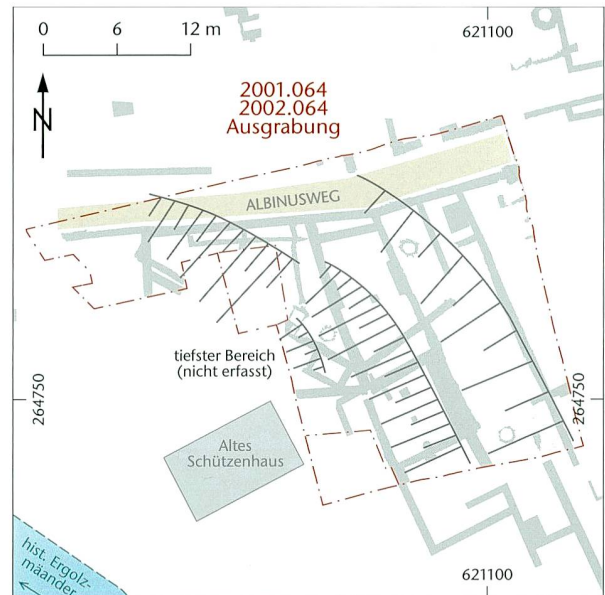 0 6 12 m
621100
N
2001.064
2002.064
Ausgrabung
ALBINUSWEG
tiefster Bereich
(nicht erfasst)
264750
264750
Altes
Schützenhaus
hist. Ergolz-
mäander
621100